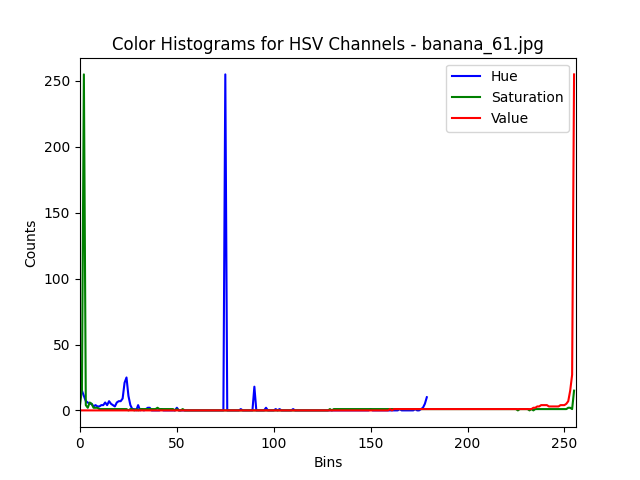 Color Histograms for HSV Channels - banana_61.jpg
Hue
Saturation
Value
Counts
250
200
150
100
50
0
0 50 100 150 200 250
Bins